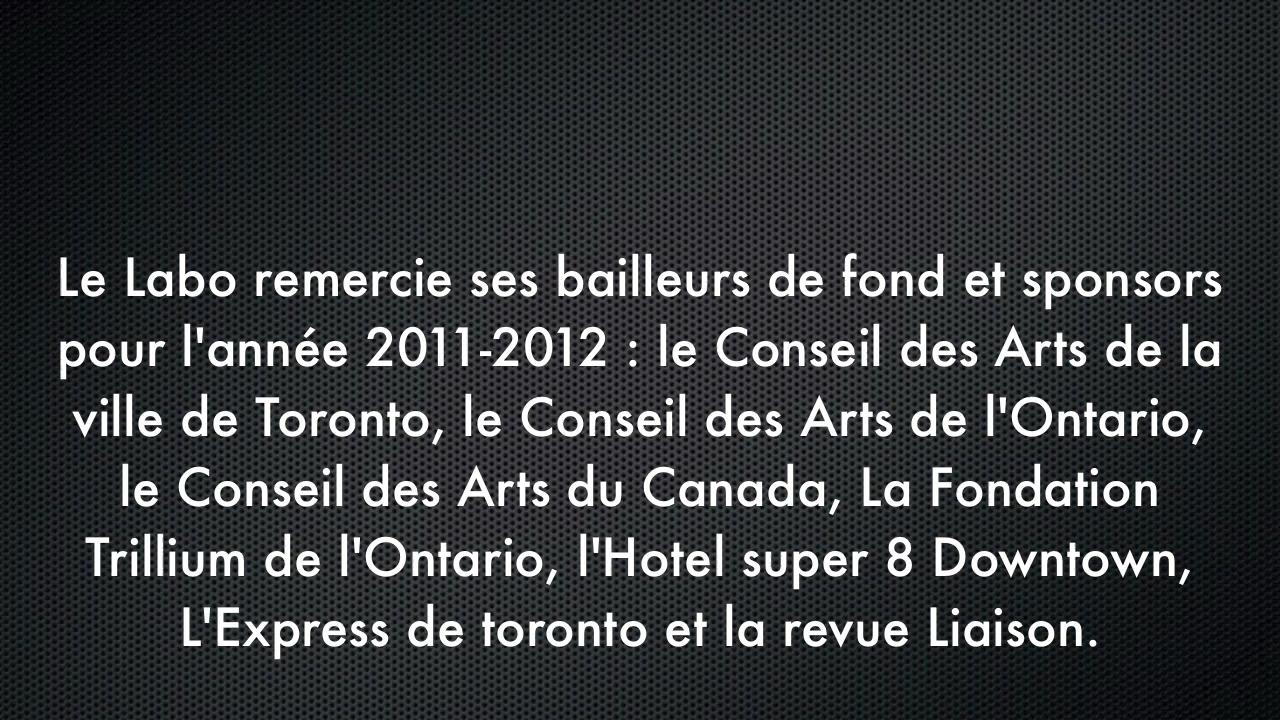 Le Labo remercie ses bailleurs de fond et sponsors
pour l'année 2011-2012 : le Conseil des Arts de la
ville de Toronto, le Conseil des Arts de l'Ontario,
le Conseil des Arts du Canada, La Fondation
Trillium de l'Ontario, l'Hotel super 8 Downtown,
L'Express de toronto et la revue Liaison.